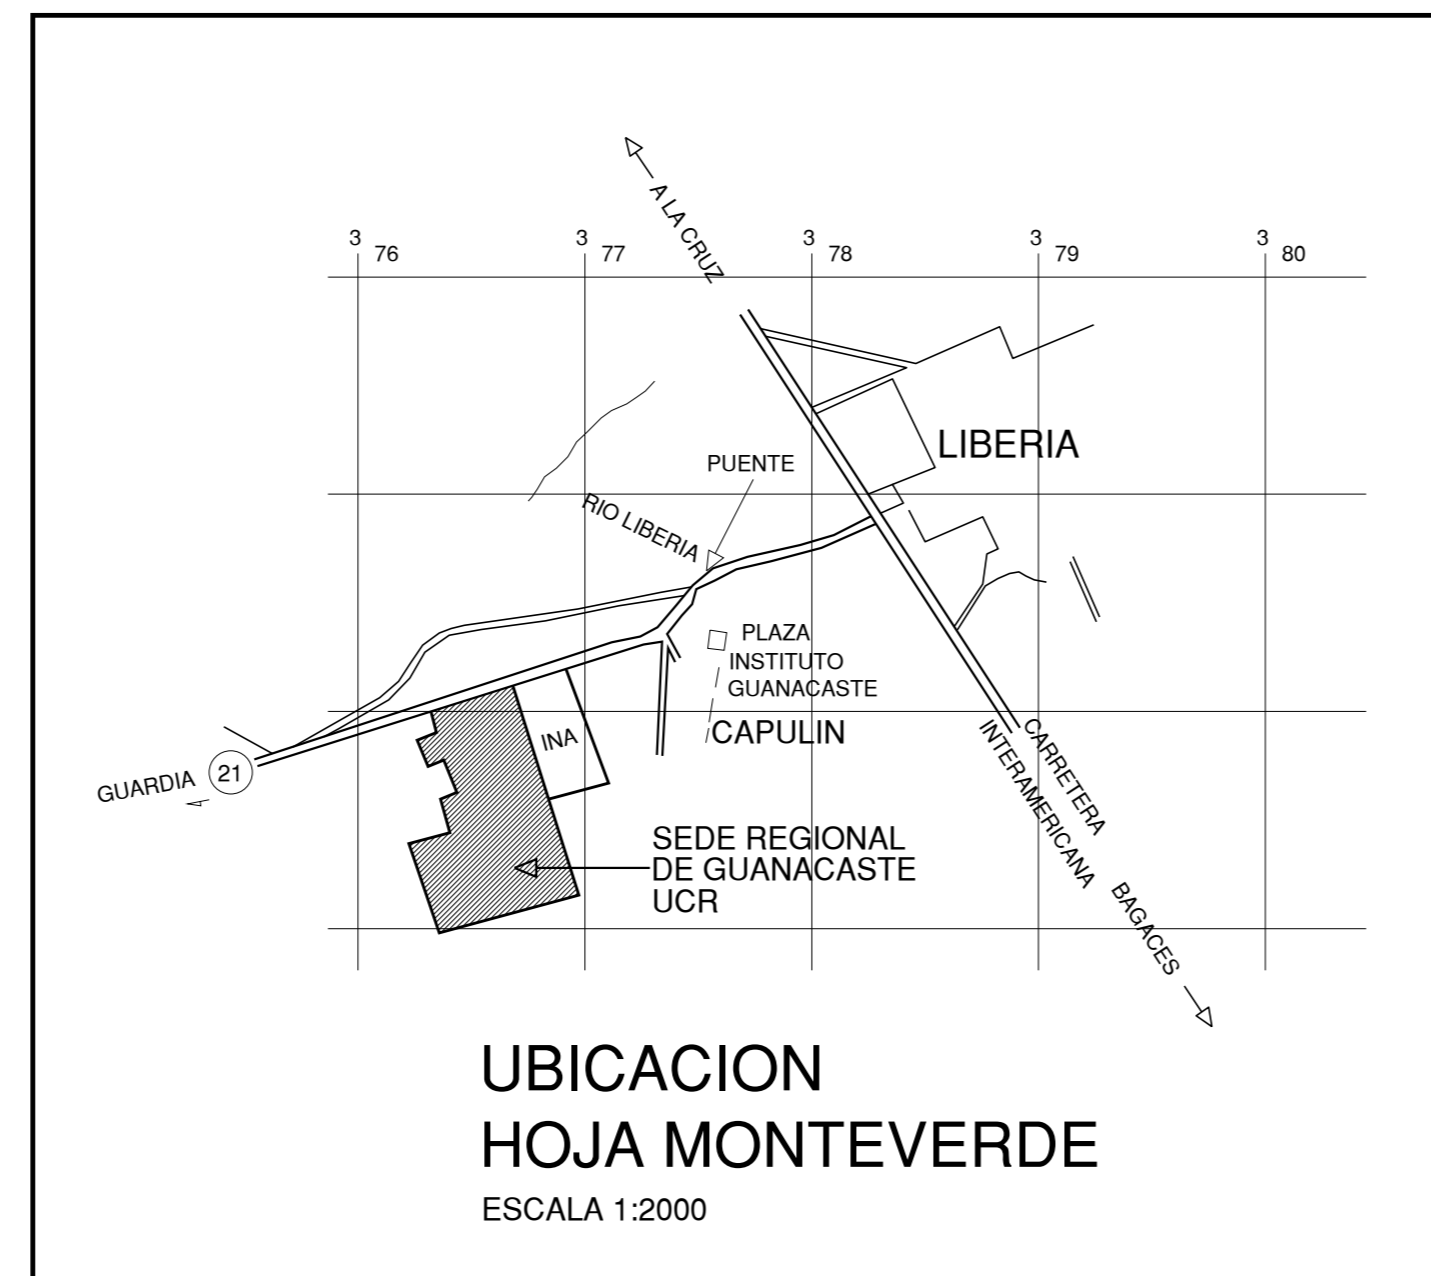 A LA CRUZ
3 76
3 77
3 78
3 79
3 80
LIBERIA
PUENTE
RIO LIBERIA
PLAZA
INSTITUTO
GUANACASTE
CAPULIN
INA
GUARDIA
21
CARRETERA
INTERAMERICANA
SEDE REGIONAL
DE GUANACASTE
UCR
BAGACES
UBICACION
HOJA MONTEVERDE
ESCALA 1:2000